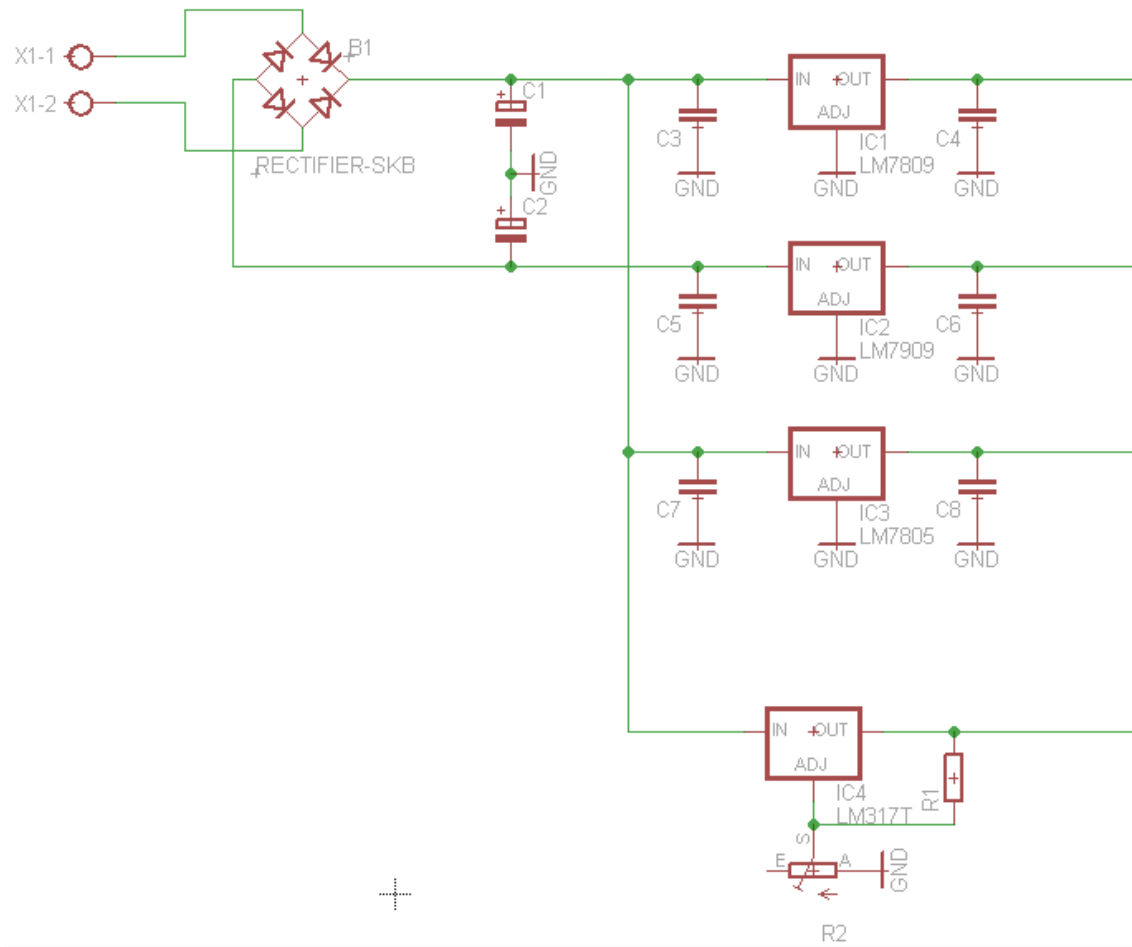 X1-1
X1-2
B1
RECTIFIER-SKB
C1
GND
C2
C3
GND
IN
OUT
ADJ
GND
IC1
LM7809
C4
GND
C5
GND
IN
OUT
ADJ
GND
IC2
LM7909
C6
GND
C7
GND
IN
OUT
ADJ
GND
IC3
LM7805
C8
GND
IN
OUT
ADJ
IC4
LM317T
R1
S
E
A
GND
R2